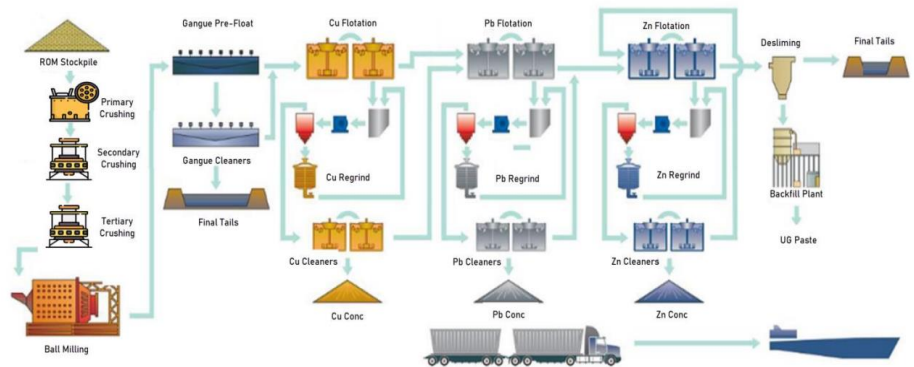 Gangue Pre-Float
Cu Flotation
Pb Flotation
Zn Flotation
Desliming
Final Tails
ROM Stockpile
Primary
Crushing
Secondary
Crushing
Gangue Cleaners
Cu Regrind
Pb Regrind
Zn Regrind
Backfill Plant
Final Tails
Tertiary
Crushing
UG Paste
Cu Cleaners
Pb Cleaners
Zn Cleaners
Cu Conc
Pb Conc
Zn Conc
Ball Milling